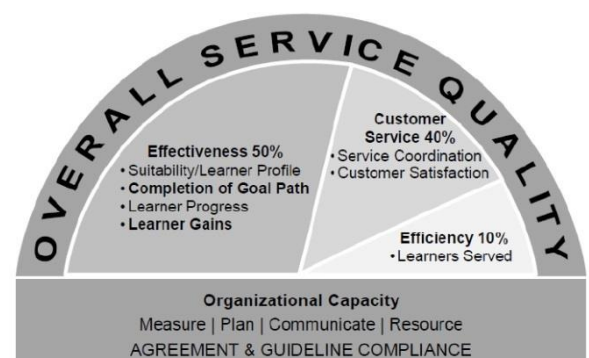 OVERALL SERVICE QUALITY
Effectiveness 50%
• Suitability/Learner Profile
• Completion of Goal Path
• Learner Progress
• Learner Gains
Customer
Service 40%
• Service Coordination
• Customer Satisfaction
Efficiency 10%
• Learners Served
Organizational Capacity
Measure | Plan | Communicate | Resource
AGREEMENT & GUIDELINE COMPLIANCE